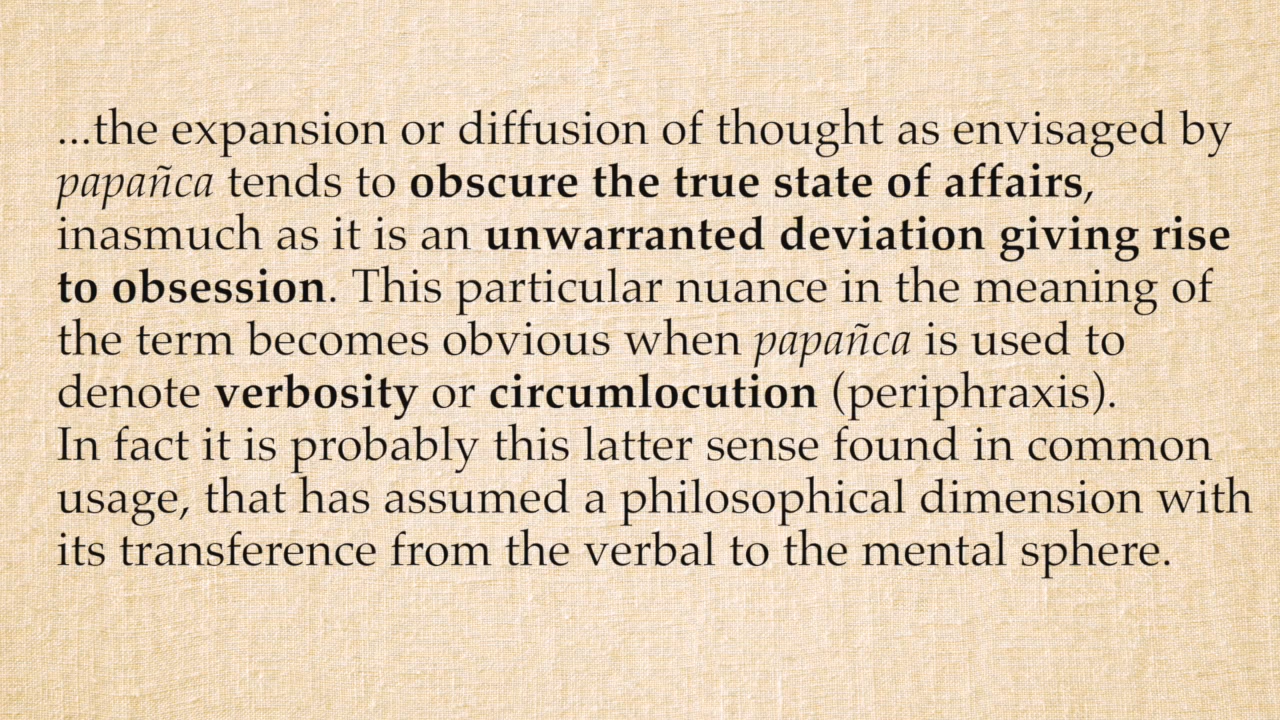 ...the expansion or diffusion of thought as envisaged by
papañca tends to obscure the true state of affairs,
inasmuch as it is an unwarranted deviation giving rise
to obsession. This particular nuance in the meaning of
the term becomes obvious when papañca is used to
denote verbosity or circumlocution (periphraxis).
In fact it is probably this latter sense found in common
usage, that has assumed a philosophical dimension with
its transference from the verbal to the mental sphere.